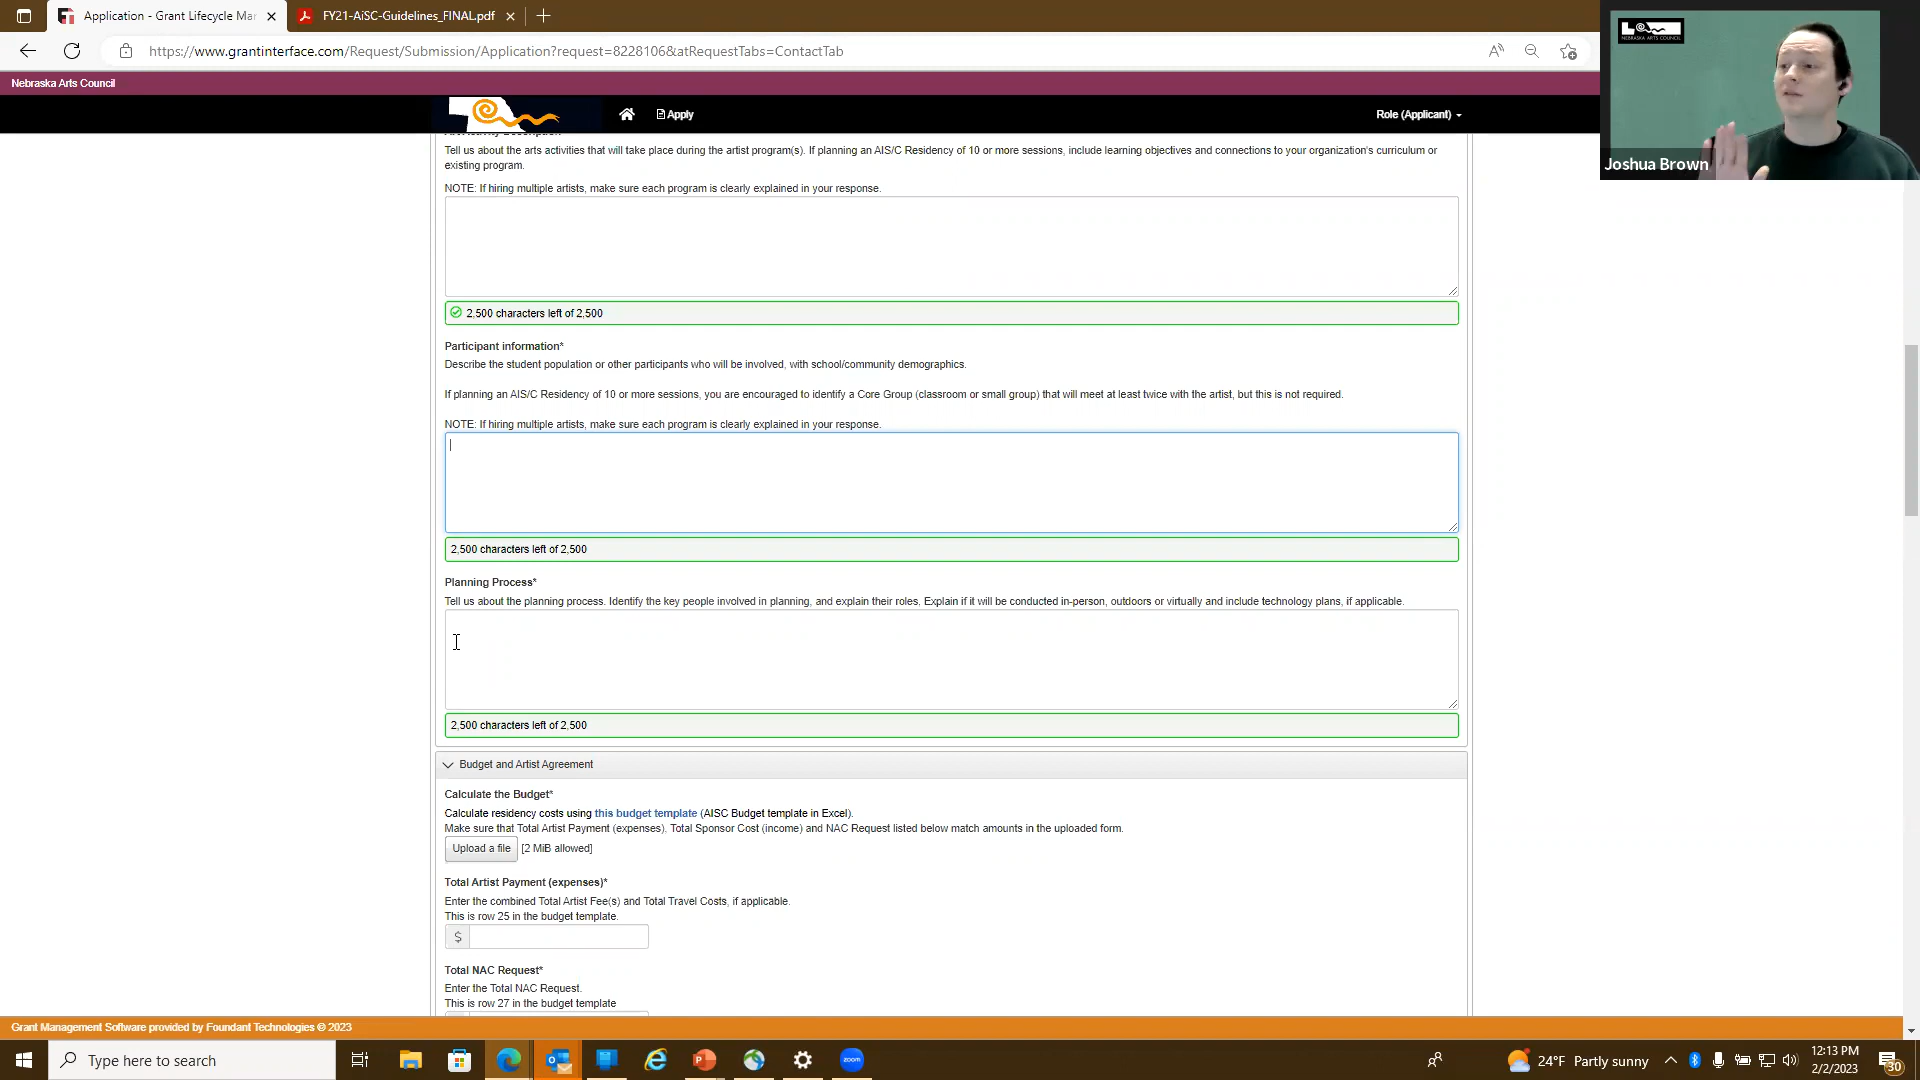 Application - Grant Lifecycle Mar
FY21-AiSC-Guidelines_FINAL.pdf
https://www.grantinterface.com/Request/Submission/Application?request=8228106&atRequestTabs=ContactTab
NEBRASKA ARTS COUNCIL
Joshua Brown
Nebraska Arts Council
Apply
Role (Applicant)
Tell us about the arts activities that will take place during the artist program(s). If planning an AIS/C Residency of 10 or more sessions, include learning objectives and connections to your organization's curriculum or
existing program.
NOTE: If hiring multiple artists, make sure each program is clearly explained in your response.
2,500 characters left of 2,500
Participant information*
Describe the student population or other participants who will be involved, with school/community demographics.
If planning an AIS/C Residency of 10 or more sessions, you are encouraged to identify a Core Group (classroom or small group) that will meet at least twice with the artist, but this is not required.
NOTE: If hiring multiple artists, make sure each program is clearly explained in your response.
2,500 characters left of 2,500
Planning Process*
Tell us about the planning process. Identify the key people involved in planning, and explain their roles. Explain if it will be conducted in-person, outdoors or virtually and include technology plans, if applicable.
2,500 characters left of 2,500
Budget and Artist Agreement
Calculate the Budget*
Calculate residency costs using this budget template (AISC Budget template in Excel).
Make sure that Total Artist Payment (expenses), Total Sponsor Cost (income) and NAC Request listed below match amounts in the uploaded form.
Upload a file [2 MiB allowed]
Total Artist Payment (expenses)*
Enter the combined Total Artist Fee(s) and Total Travel Costs, if applicable.
This is row 25 in the budget template.
$
Total NAC Request*
Enter the Total NAC Request.
This is row 27 in the budget template
Grant Management Software provided by Foundant Technologies © 2023
Type here to search
zoom
24°F Partly sunny
12:13 PM
2/2/2023
30